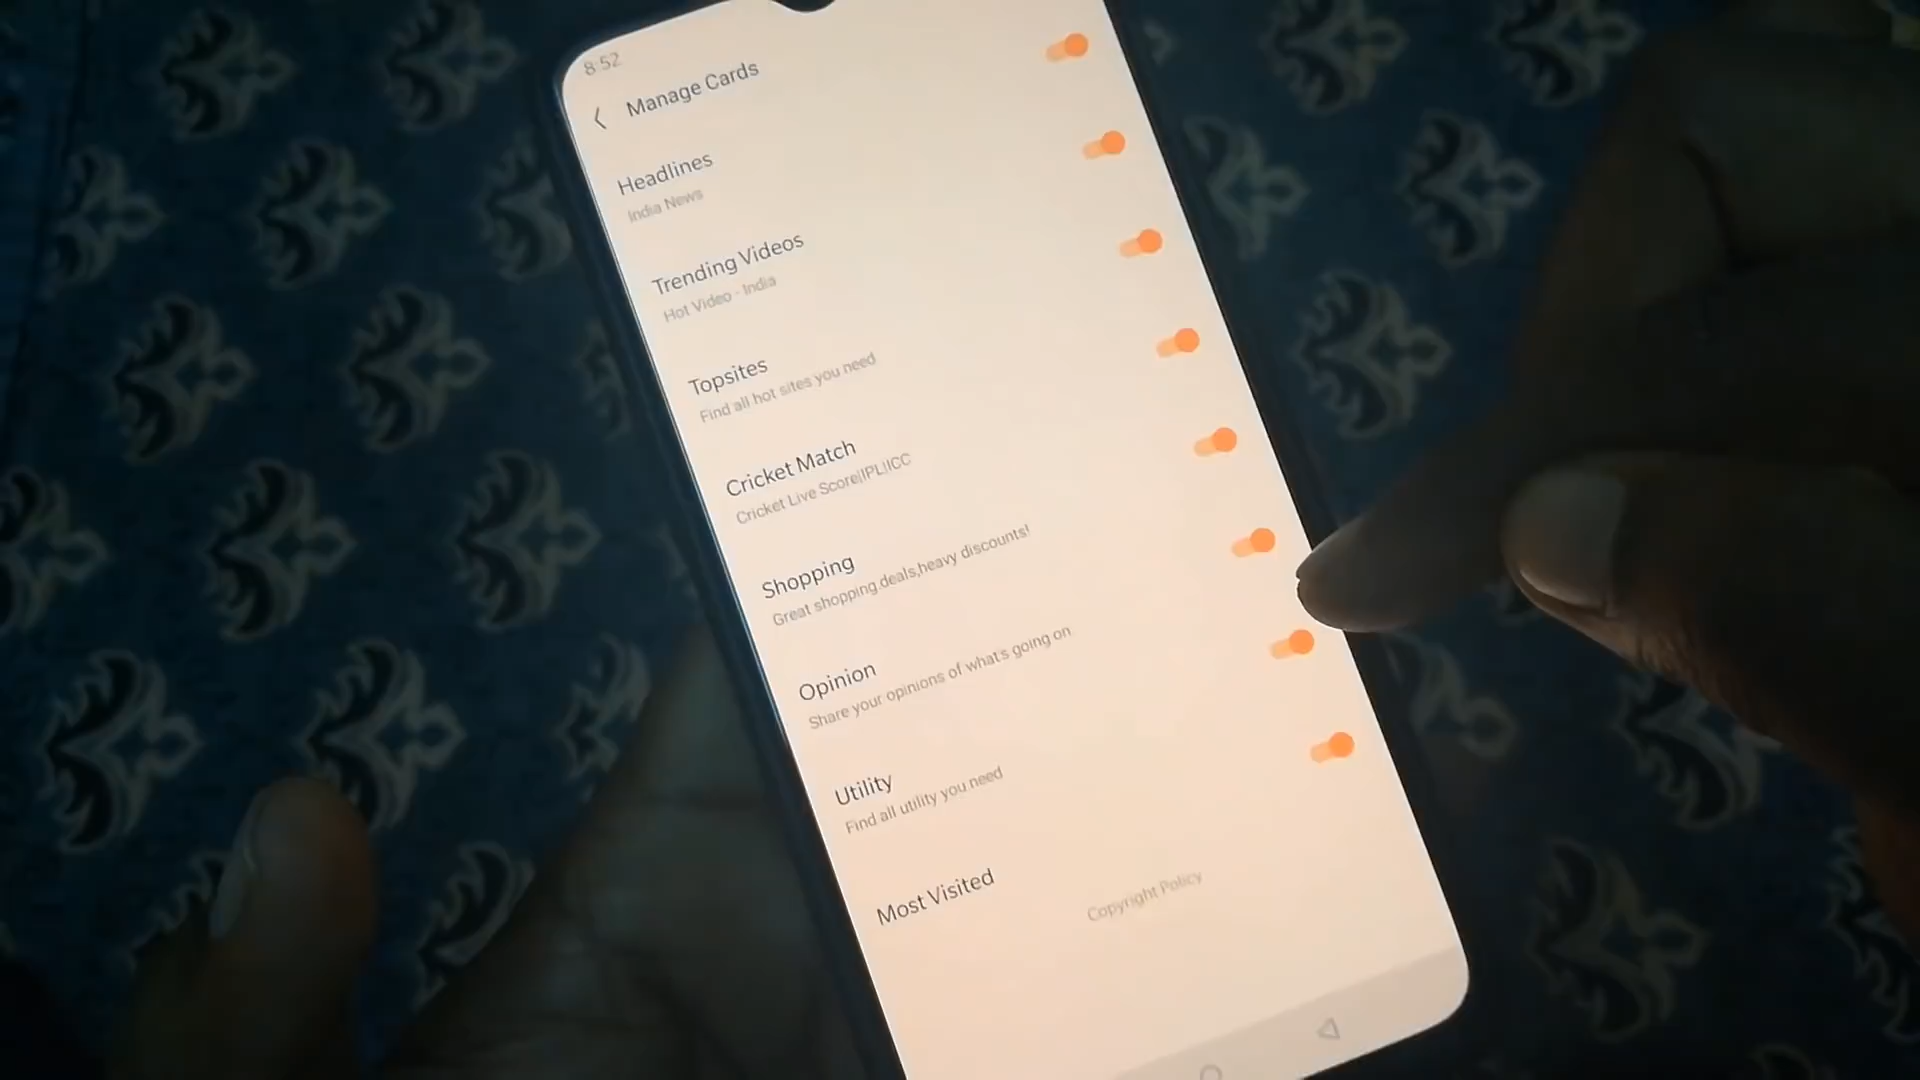 8:52
Manage Cards
Headlines
India News
Trending Videos
Hot Video - India
Topsites
Find all hot sites you need
Cricket Match
Cricket Live Score|IPL|ICC
Shopping
Great shopping,deals,heavy discounts!
Opinion
Share your opinions of what's going on
Utility
Find all utility you need
Most Visited
Copyright Policy